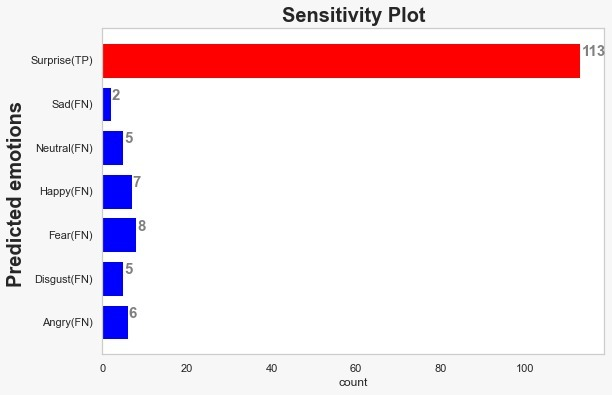 Sensitivity Plot
Predicted emotions
Surprise(TP) 113
Sad(FN) 2
Neutral(FN) 5
Happy(FN) 7
Fear(FN) 8
Disgust(FN) 5
Angry(FN) 6
0 20 40 60 80 100
count